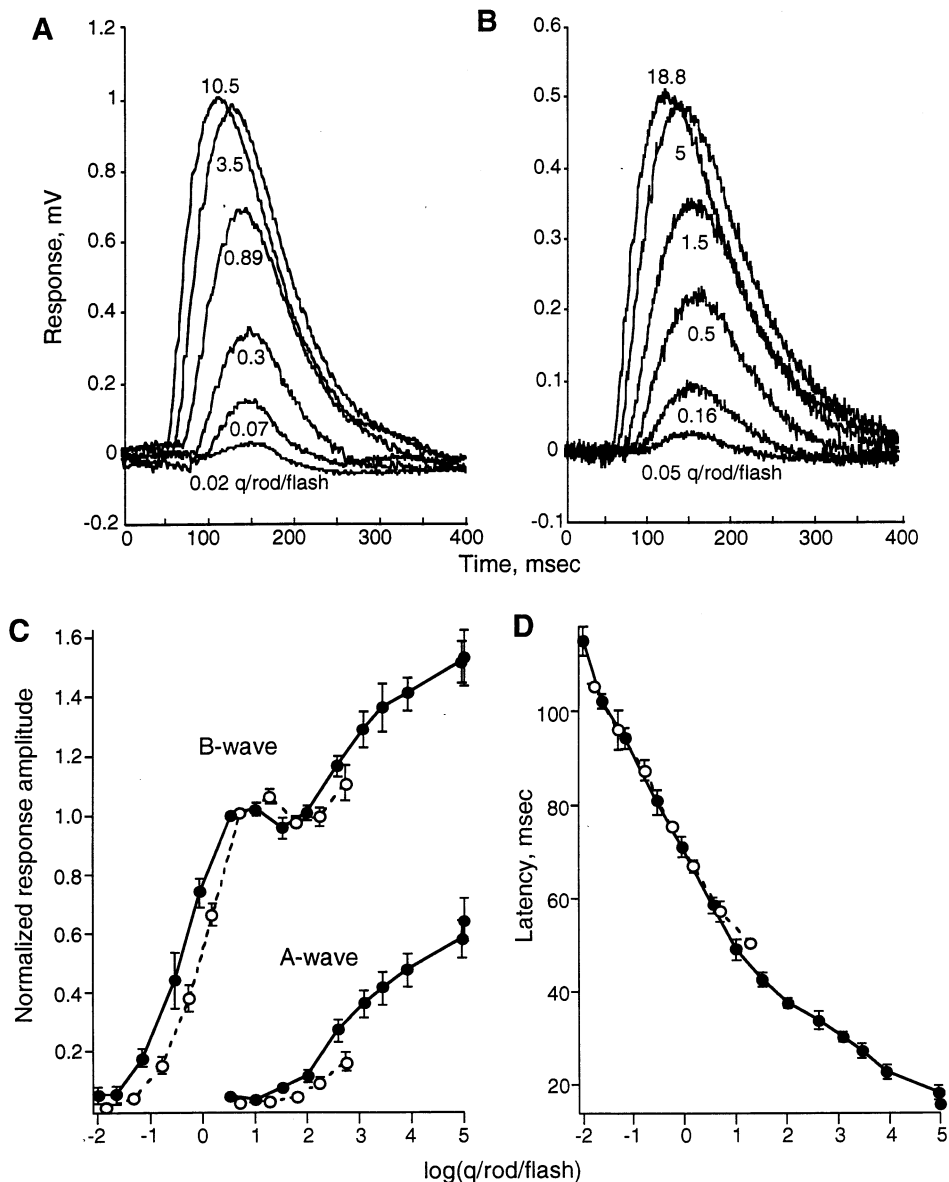 A
B
1.2
1
0.8
0.6
0.4
0.2
0
-0.2
Response, mV
10.5
3.5
0.89
0.3
0.07
0.02 q/rod/flash
0 100 200 300 400
0.6
0.5
0.4
0.3
0.2
0.1
0
-0.1
18.8
5
1.5
0.5
0.16
0.05 q/rod/flash
0 100 200 300 400
Time, msec
C
D
1.6
1.4
1.2
1.0
0.8
0.6
0.4
0.2
Normalized response amplitude
B-wave
A-wave
-2 -1 0 1 2 3 4 5
100
80
60
40
20
Latency, msec
-2 -1 0 1 2 3 4 5
log(q/rod/flash)